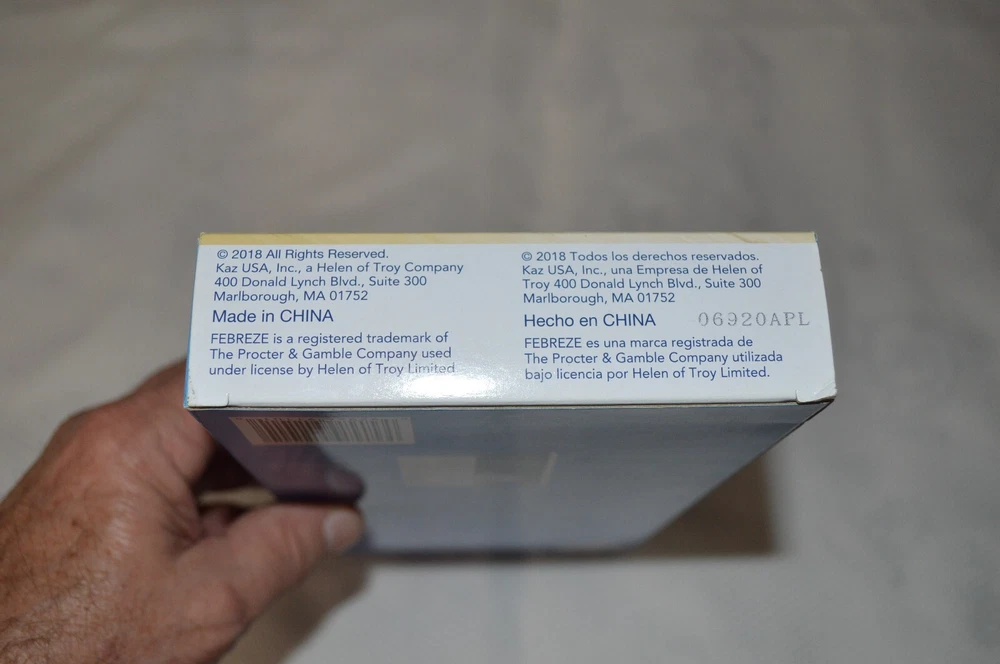 © 2018 All Rights Reserved.
Kaz USA, Inc., a Helen of Troy Company
400 Donald Lynch Blvd., Suite 300
Marlborough, MA 01752
Made in CHINA
FEBREZE is a registered trademark of
The Procter & Gamble Company used
under license by Helen of Troy Limited
© 2018 Todos los derechos reservados.
Kaz USA, Inc., una Empresa de Helen of
Troy 400 Donald Lynch Blvd., Suite 300
Marlborough, MA 01752
Hecho en CHINA
06920APL
FEBREZE es una marca registrada de
The Procter & Gamble Company utilizada
bajo licencia por Helen of Troy Limited.